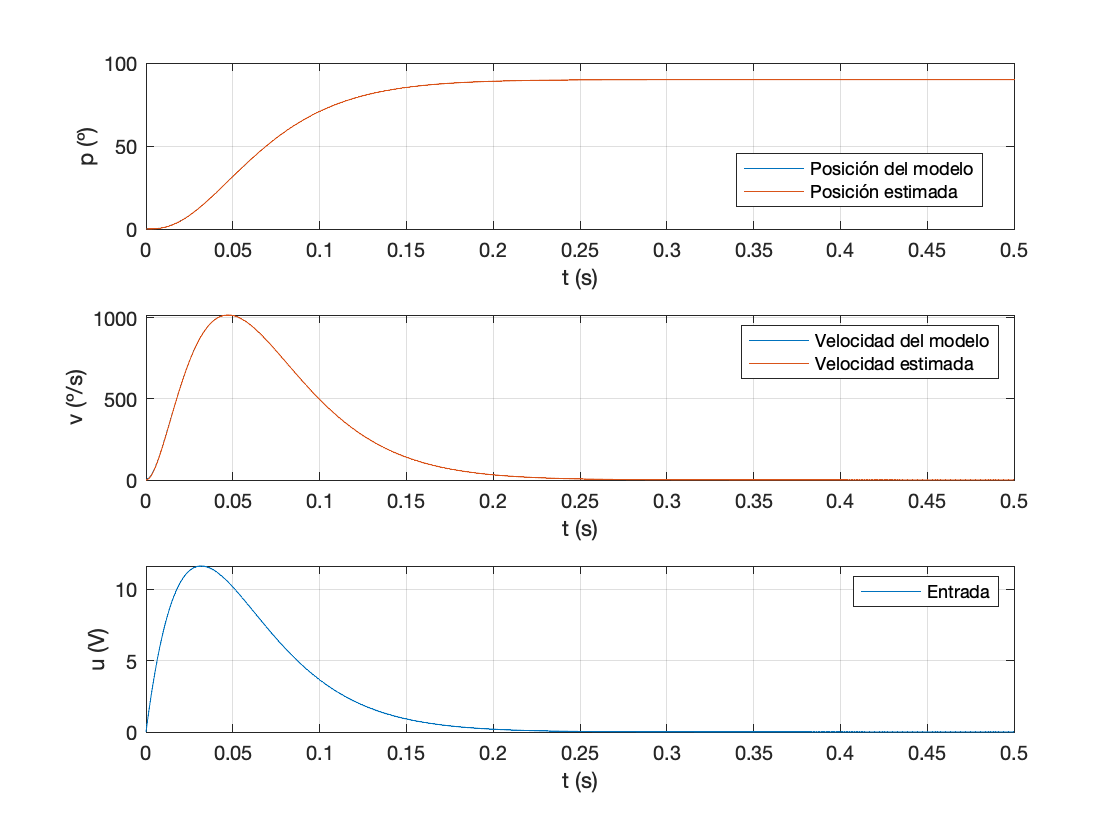 100
50
0
p (º)
Posición del modelo
Posición estimada
0 0.05 0.1 0.15 0.2 0.25 0.3 0.35 0.4 0.45 0.5
t (s)
1000
500
0
v (º/s)
Velocidad del modelo
Velocidad estimada
0 0.05 0.1 0.15 0.2 0.25 0.3 0.35 0.4 0.45 0.5
t (s)
10
5
0
u (V)
Entrada
0 0.05 0.1 0.15 0.2 0.25 0.3 0.35 0.4 0.45 0.5
t (s)